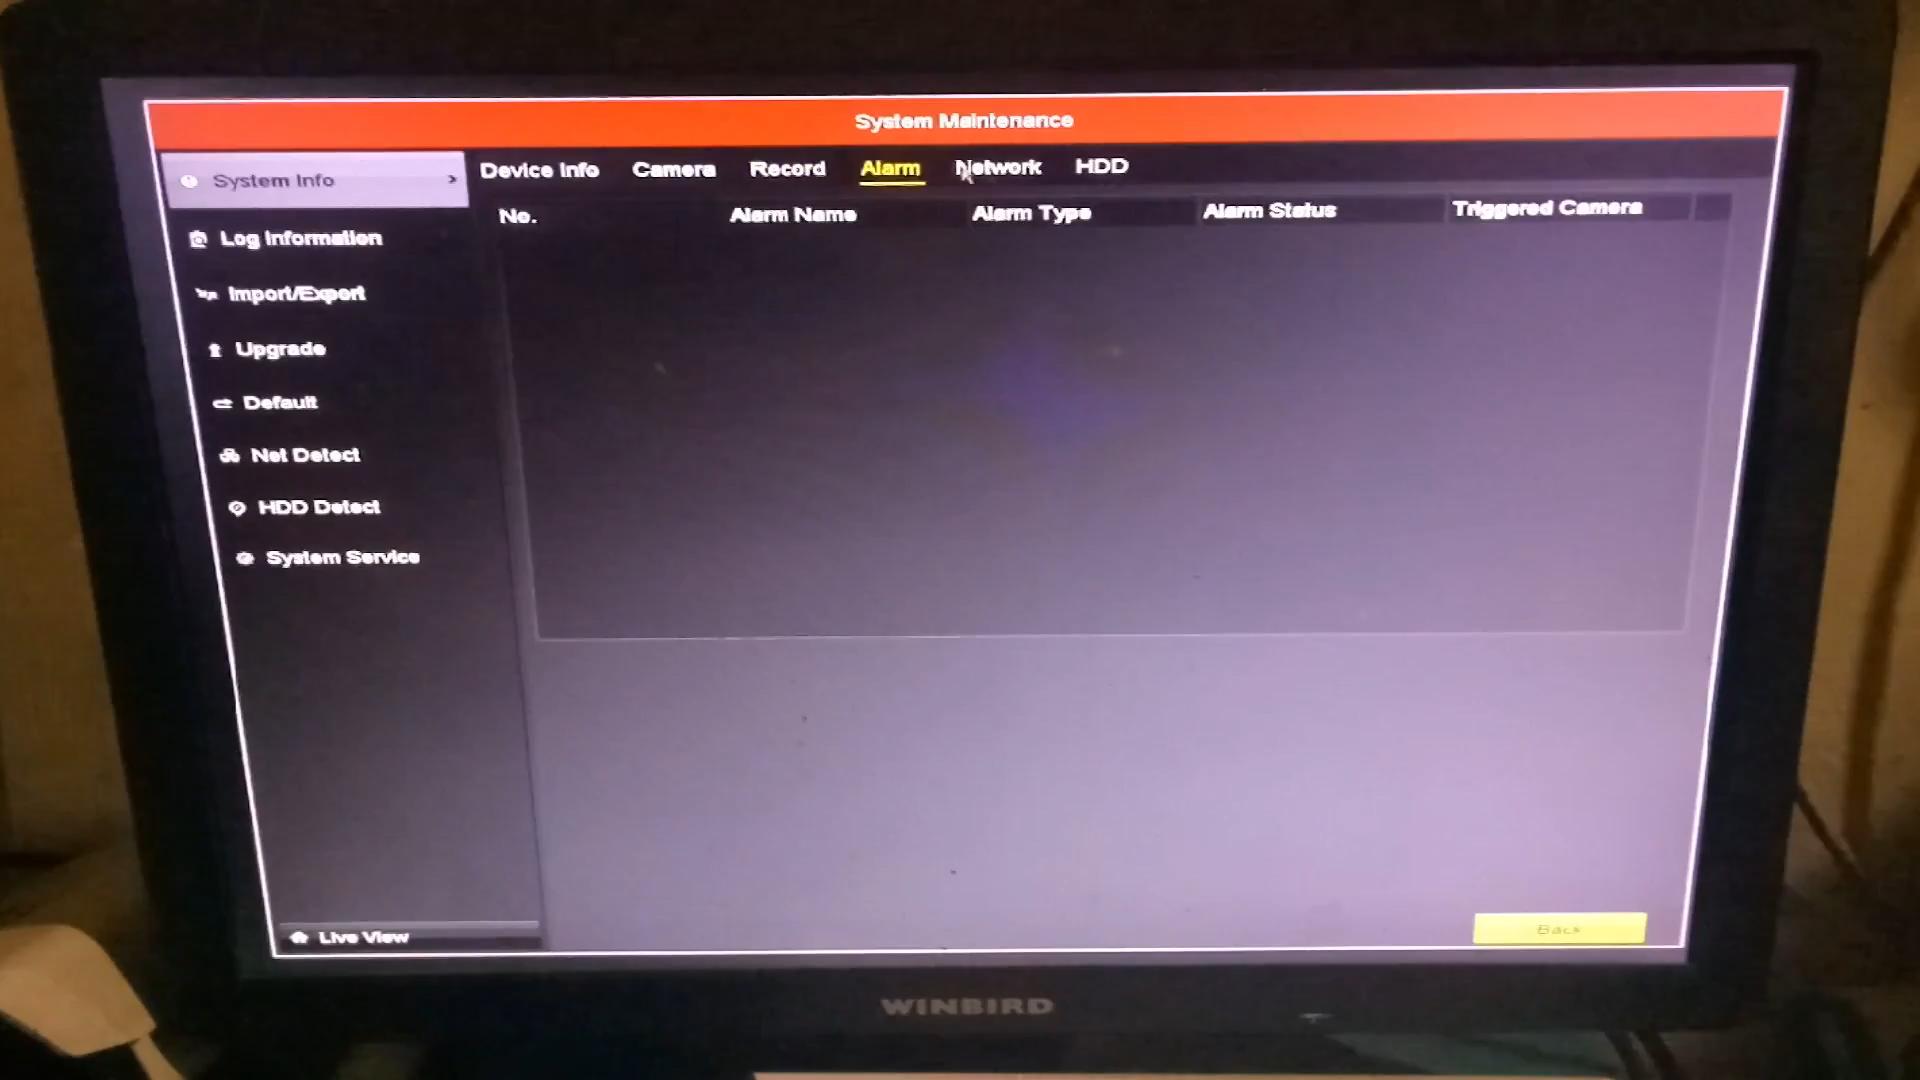 System Maintenance
System Info >
Device Info Camera Record Alarm Network HDD
No. Alarm Name Alarm Type Alarm Status Triggered Camera
Log Information
Import/Export
Upgrade
Default
Net Detect
HDD Detect
System Service
Live View
Back
WINBIRD